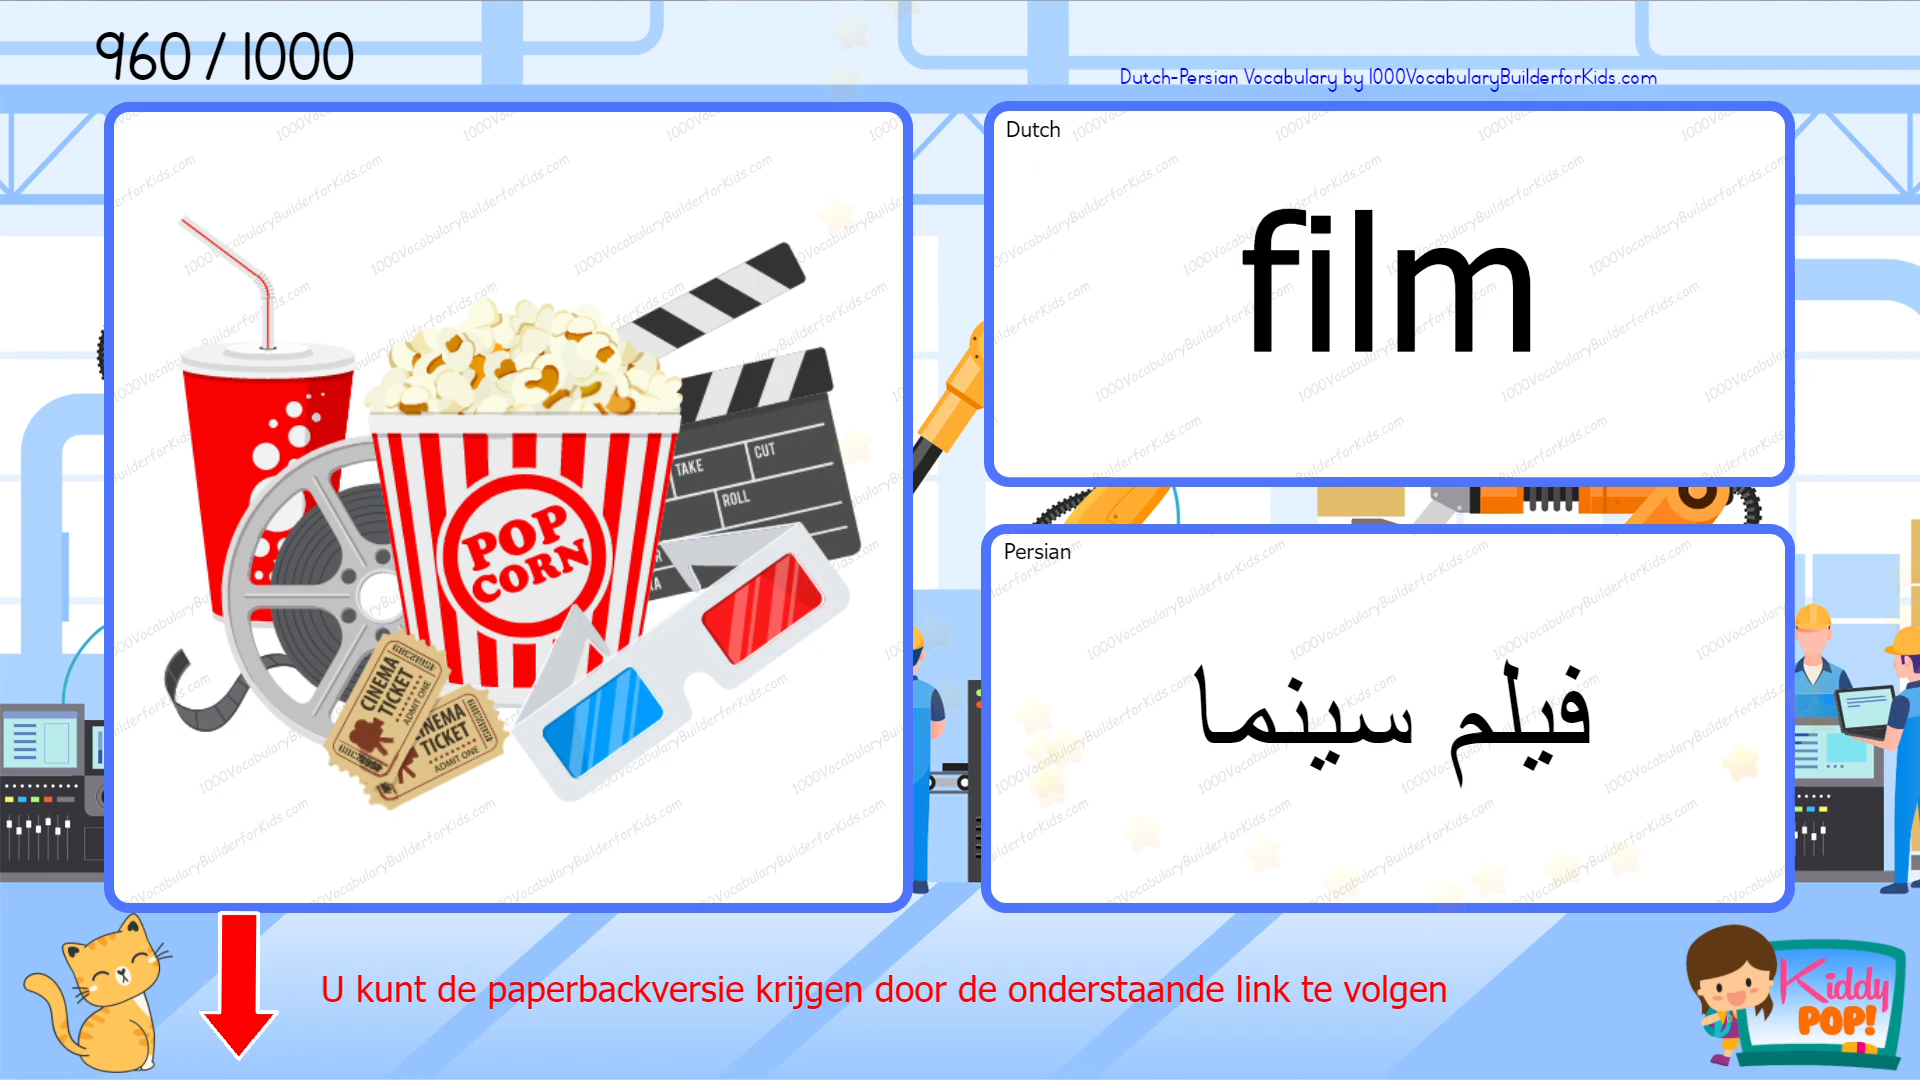 960 / 1000
Dutch-Persian Vocabulary by 1000VocabularyBuilderforKids.com
Dutch
film
TAKE
CUT
ROLL
POP
CORN
CINEMA
TICKET
ADMIT ONE
CINEMA
TICKET
ADMIT ONE
Persian
فیلم سینما
U kunt de paperbackversie krijgen door de onderstaande link te volgen
Kiddy
POP!
1000VocabularyBuilderforKids.com